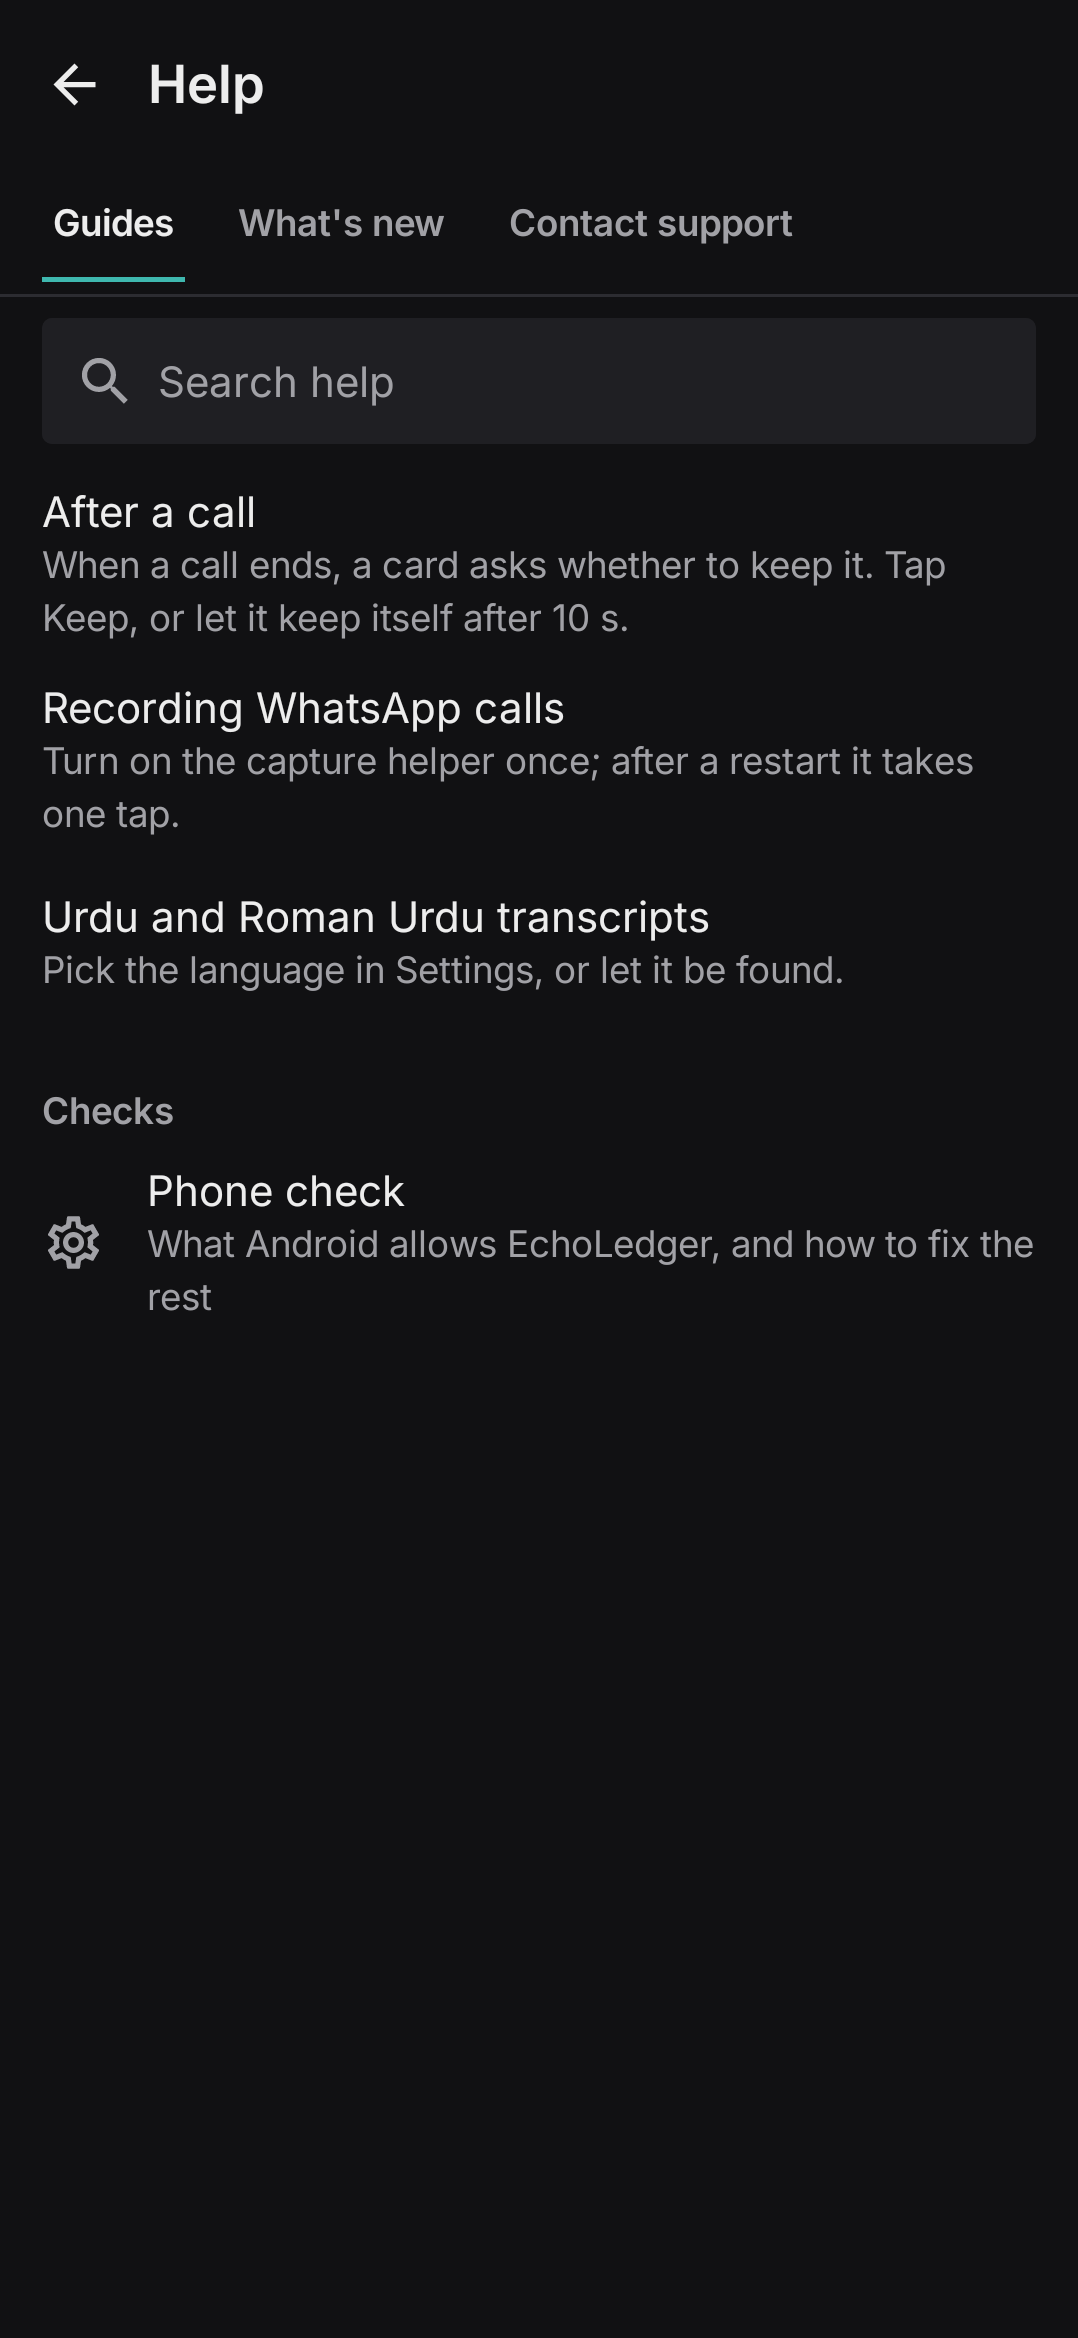 Help
Guides
What's new
Contact support
Search help
After a call
When a call ends, a card asks whether to keep it. Tap
Keep, or let it keep itself after 10 s.
Recording WhatsApp calls
Turn on the capture helper once; after a restart it takes
one tap.
Urdu and Roman Urdu transcripts
Pick the language in Settings, or let it be found.
Checks
Phone check
What Android allows EchoLedger, and how to fix the
rest